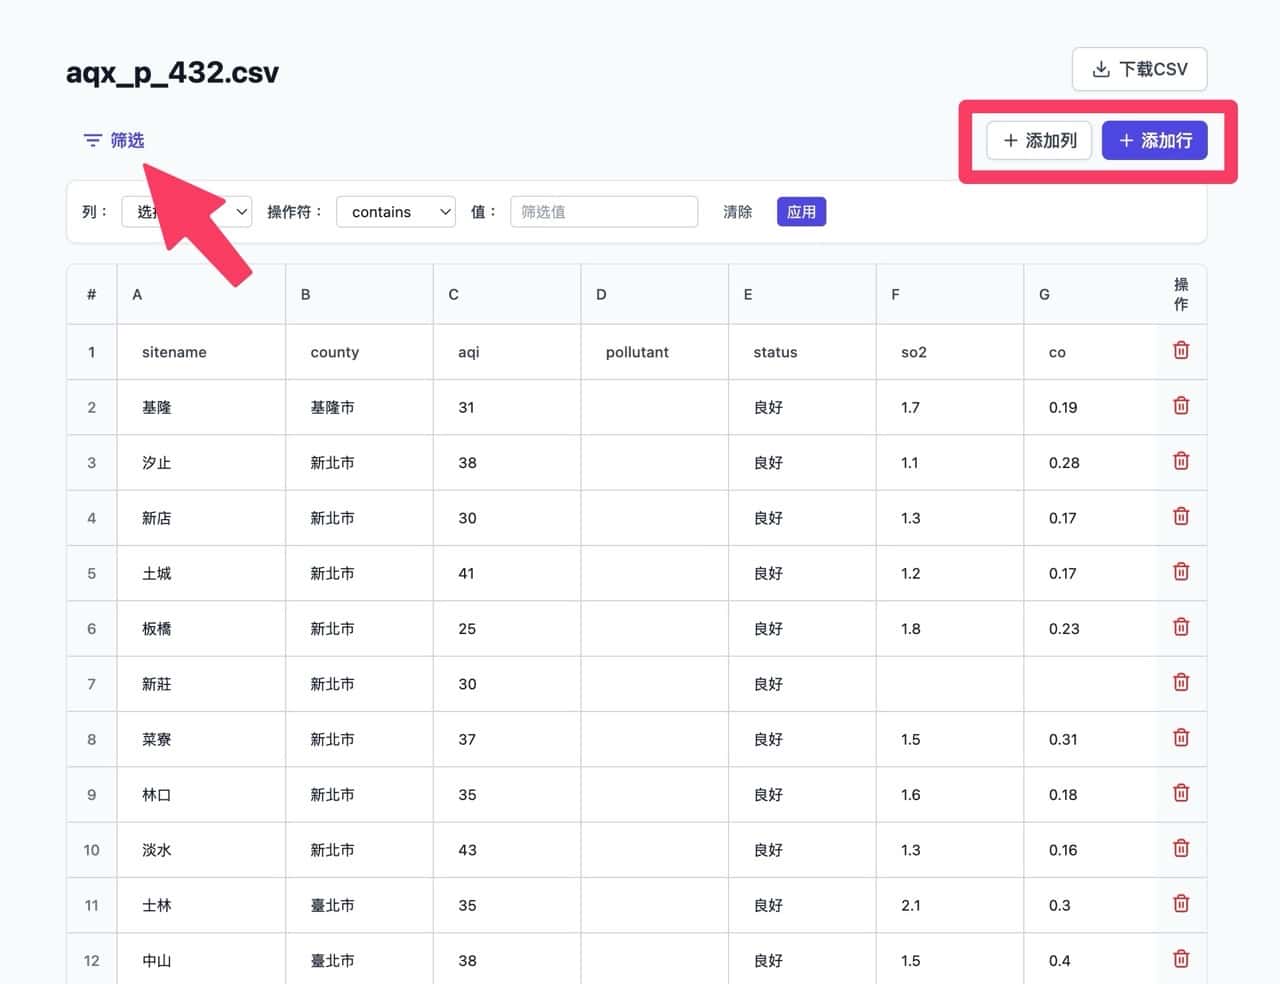 aqx_p_432.csv
下载CSV
筛选
+ 添加列
+ 添加行
列：
操作符：
contains
值：
筛选值
清除
应用
# A B C D E F G 操作
1 sitename county aqi pollutant status so2 co
2 基隆 基隆市 31 良好 1.7 0.19
3 汐止 新北市 38 良好 1.1 0.28
4 新店 新北市 30 良好 1.3 0.17
5 土城 新北市 41 良好 1.2 0.17
6 板橋 新北市 25 良好 1.8 0.23
7 新莊 新北市 30 良好
8 菜寮 新北市 37 良好 1.5 0.31
9 林口 新北市 35 良好 1.6 0.18
10 淡水 新北市 43 良好 1.3 0.16
11 士林 臺北市 35 良好 2.1 0.3
12 中山 臺北市 38 良好 1.5 0.4